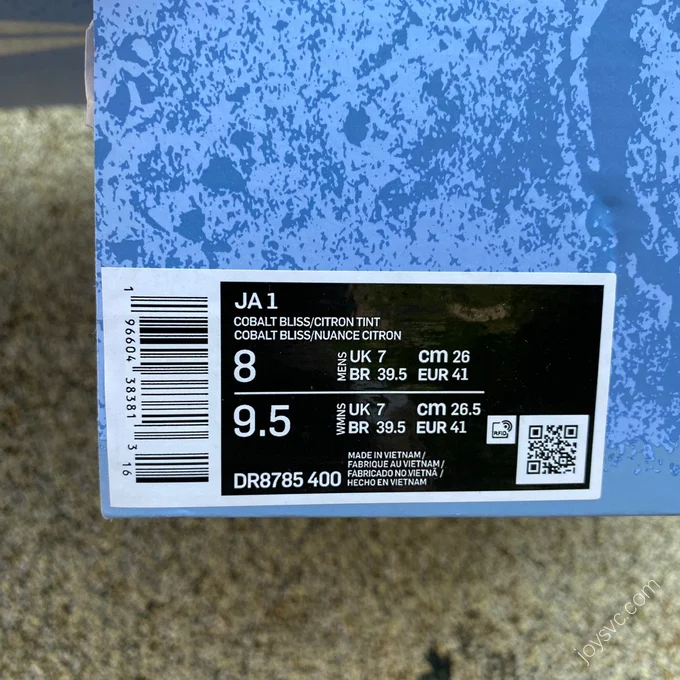 JA 1
COBALT BLISS/CITRON TINT
COBALT BLISS/NUANCE CITRON
8 MENS UK 7 cm 26
BR 39.5 EUR 41
9.5 WMNS UK 7 cm 26.5
BR 39.5 EUR 41
RFID
DR8785 400
MADE IN VIETNAM /
FABRIQUE AU VIETNAM /
FABRICADO NO VIETNÃ /
HECHO EN VIETNAM
1 96604 38381 3 16
joysvc.com